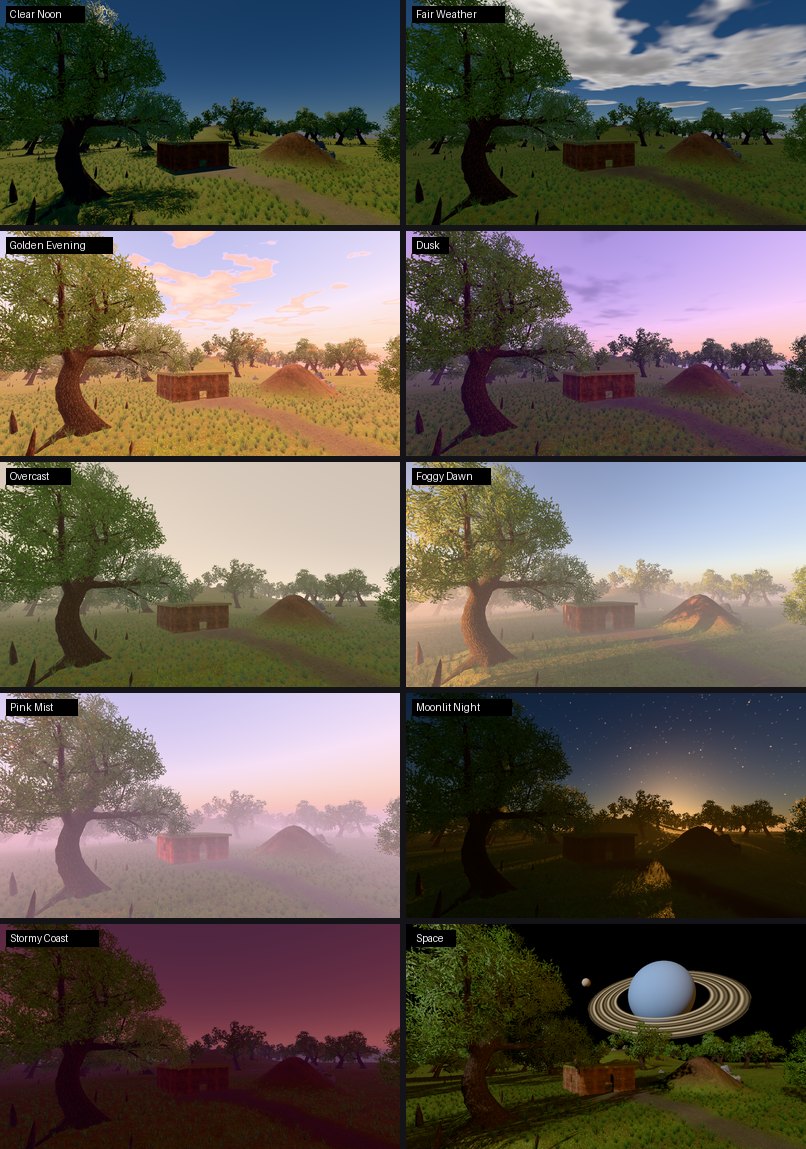 Clear Noon
Fair Weather
Golden Evening
Dusk
Overcast
Foggy Dawn
Pink Mist
Moonlit Night
Stormy Coast
Space